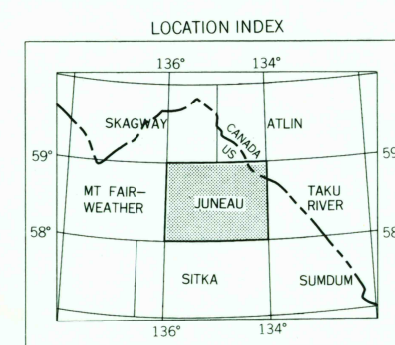 LOCATION INDEX
136° 134°
SKAGWAY ATLIN
CANADA
US
59° 59
MT FAIR-
WEATHER
JUNEAU
TAKU
RIVER
58° 58
SITKA SUMDUM
136° 134°